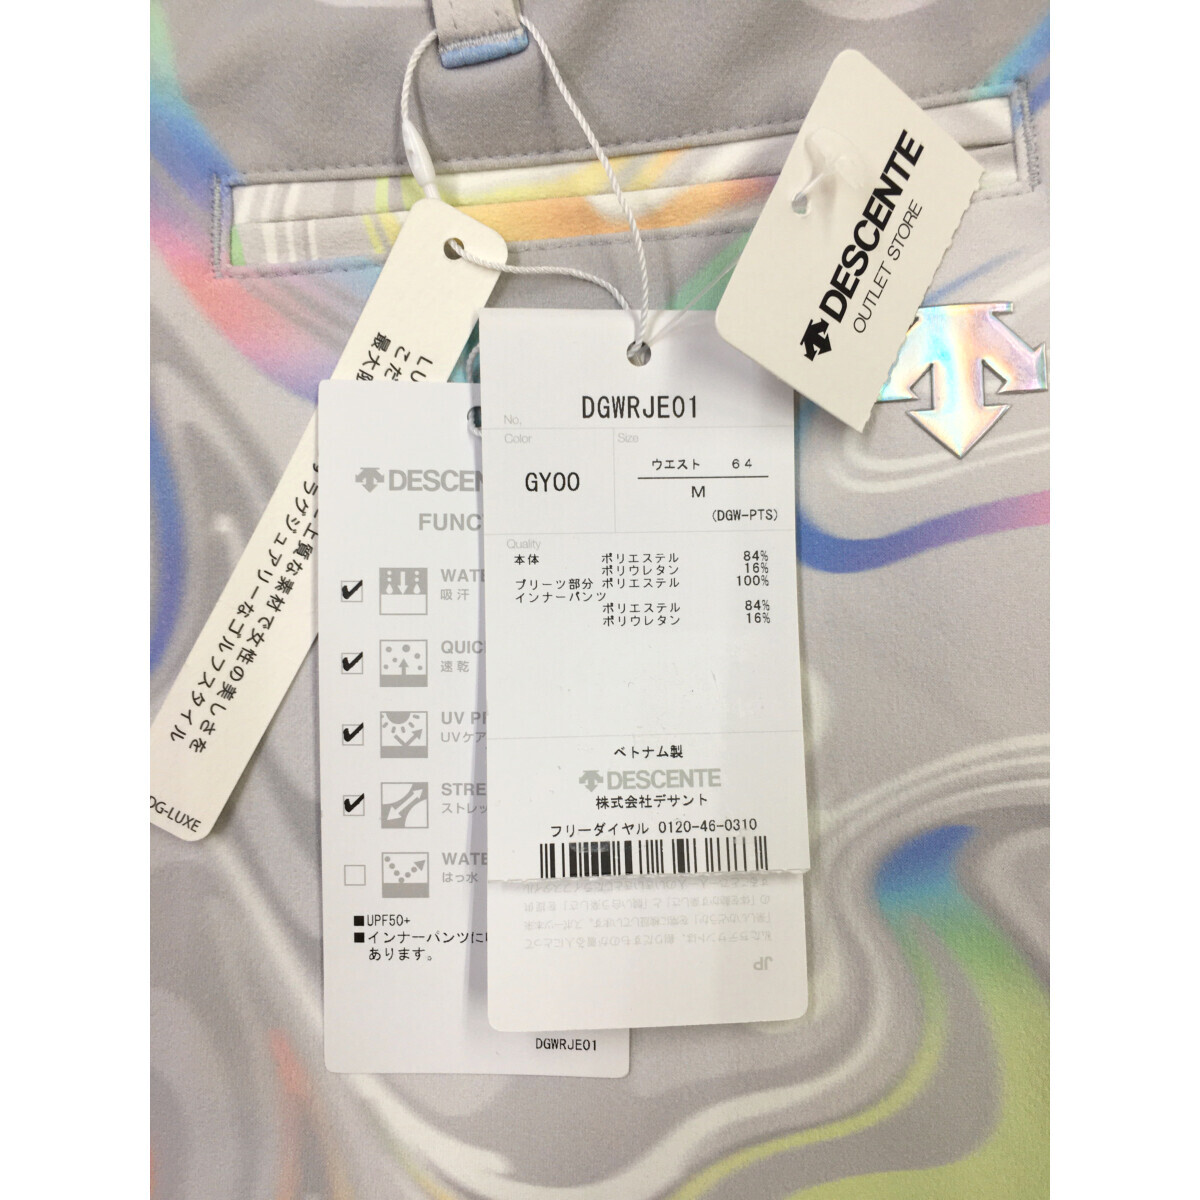 DESCENTE
OUTLET STORE
上質な素材で女性の美しさを
ラグジュアリーなゴルフスタイル
DG-LUXE
No,
DGWRJE01
Color
GY00
Size
ウエスト 64
M
(DGW-PTS)
Quality
本体 ポリエステル 84%
ポリウレタン 16%
プリーツ部分 ポリエステル 100%
インナーパンツ
ポリエステル 84%
ポリウレタン 16%
ベトナム製
DESCENTE
株式会社デサント
フリーダイヤル 0120-46-0310
JP
DESCEN
FUNC
WATE
吸汗
QUIC
速乾
UV P
UVケア
STRE
ストレッ
WATE
はっ水
■UPF50+
■インナーパンツに
あります。
DGWRJE01